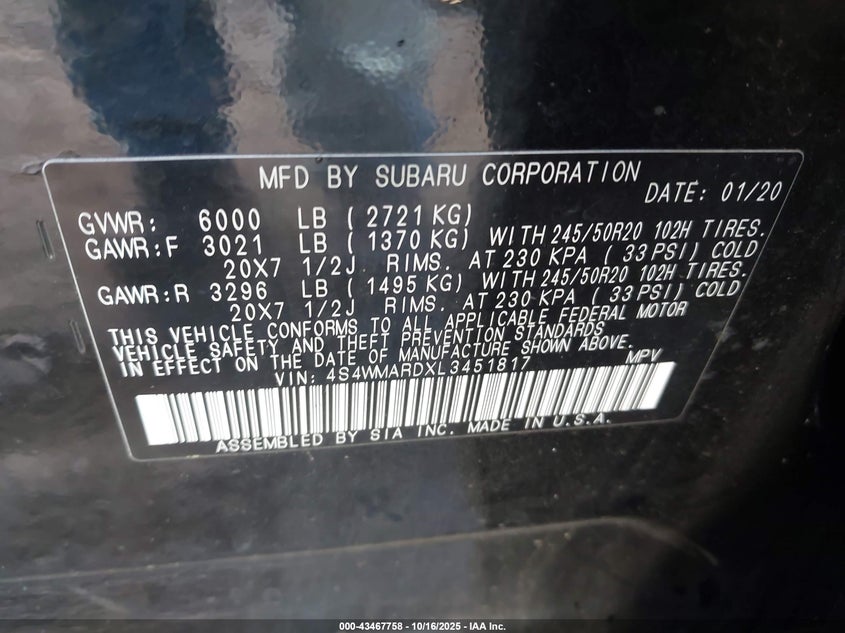 MFD BY SUBARU CORPORATION
DATE: 01/20
GVWR: 6000 LB ( 2721 KG)
GAWR:F 3021 LB ( 1370 KG) WITH 245/50R20 102H TIRES.
20X7 1/2J RIMS. AT 230 KPA ( 33 PSI) COLD
GAWR:R 3296 LB ( 1495 KG) WITH 245/50R20 102H TIRES.
20X7 1/2J RIMS. AT 230 KPA ( 33 PSI) COLD
THIS VEHICLE CONFORMS TO ALL APPLICABLE FEDERAL MOTOR
VEHICLE SAFETY AND THEFT PREVENTION STANDARDS
IN EFFECT ON THE DATE OF MANUFACTURE SHOWN ABOVE.
VIN: 4S4WMARDXL3451817 MPV
ASSEMBLED BY SIA INC. MADE IN U.S.A.
000-43467758 - 10/16/2025 - IAA Inc.